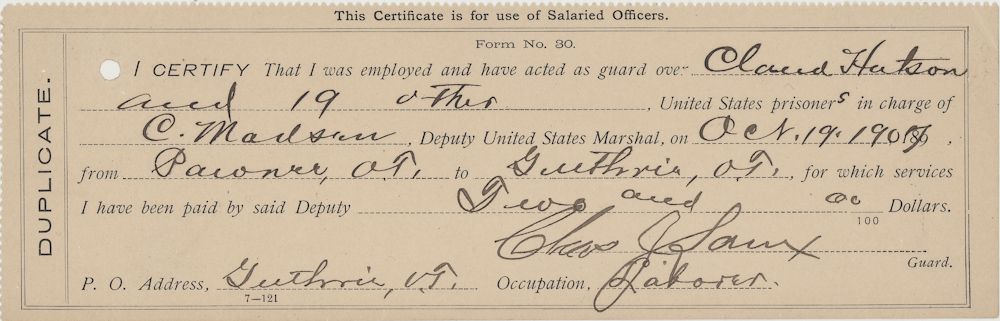 This Certificate is for use of Salaried Officers.
Form No. 30.
DUPLICATE.
I CERTIFY That I was employed and have acted as guard over Claud Hutson
and 19 other, United States prisoners in charge of
C. Madsen, Deputy United States Marshal, on Oct. 19. 190
from Pawnee, O.T. to Guthrie, O.T., for which services
I have been paid by said Deputy Two and 00/100 Dollars.
Chas J
Guard.
P. O. Address, Guthrie, O.T. Occupation, Laborer.
7—121